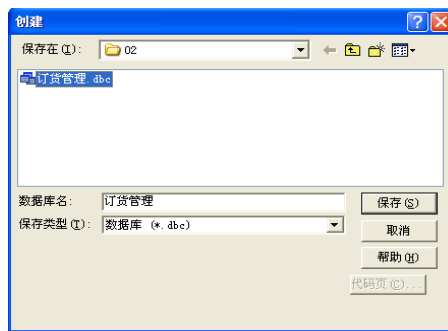 创建
保存在(I): 02
订货管理.dbc
数据库名: 订货管理 保存(S)
保存类型(T): 数据库 (*.dbc) 取消
帮助(H)
代码页(C)...